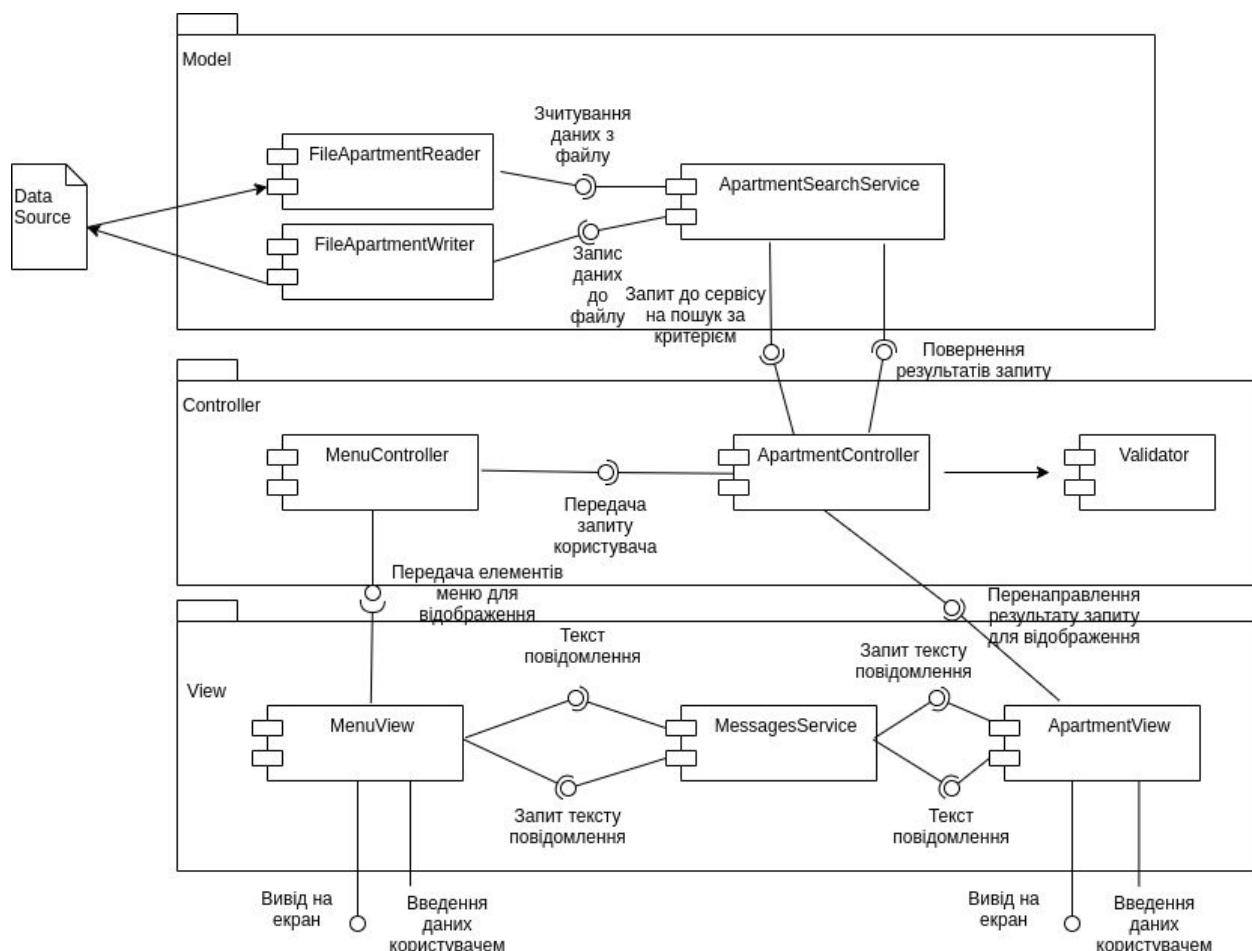 Model
Зчитування
даних з
файлу
FileApartmentReader
ApartmentSearchService
Data
Source
FileApartmentWriter
Запис
даних
до
файлу
Запит до сервісу
на пошук за
критерієм
Повернення
результатів запиту
Controller
MenuController
ApartmentController
Validator
Передача
запиту
користувача
Передача елементів
меню для
відображення
Перенаправлення
результату запиту
для відображення
View
Текст
повідомлення
Запит тексту
повідомлення
MenuView
MessagesService
ApartmentView
Запит тексту
повідомлення
Текст
повідомлення
Вивід на
екран
Введення
даних
користувачем
Вивід на
екран
Введення
даних
користувачем